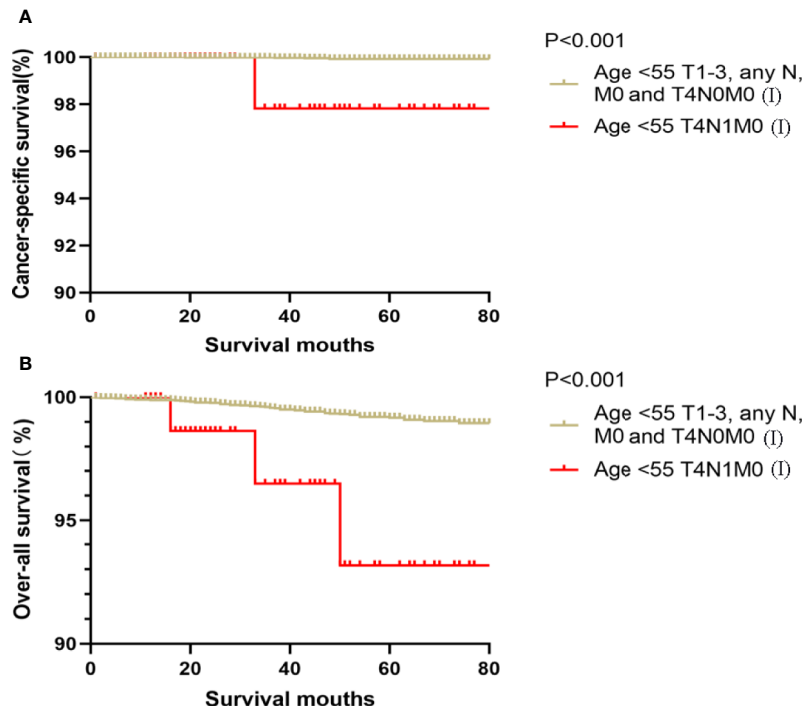 A
Cancer-specific survival(%)
100
98
96
94
92
90
0 20 40 60 80
Survival mouths
P<0.001
Age <55 T1-3, any N,
M0 and T4N0M0 (I)
Age <55 T4N1M0 (I)
B
Over-all survival( %)
100
95
90
0 20 40 60 80
Survival mouths
P<0.001
Age <55 T1-3, any N,
M0 and T4N0M0 (I)
Age <55 T4N1M0 (I)